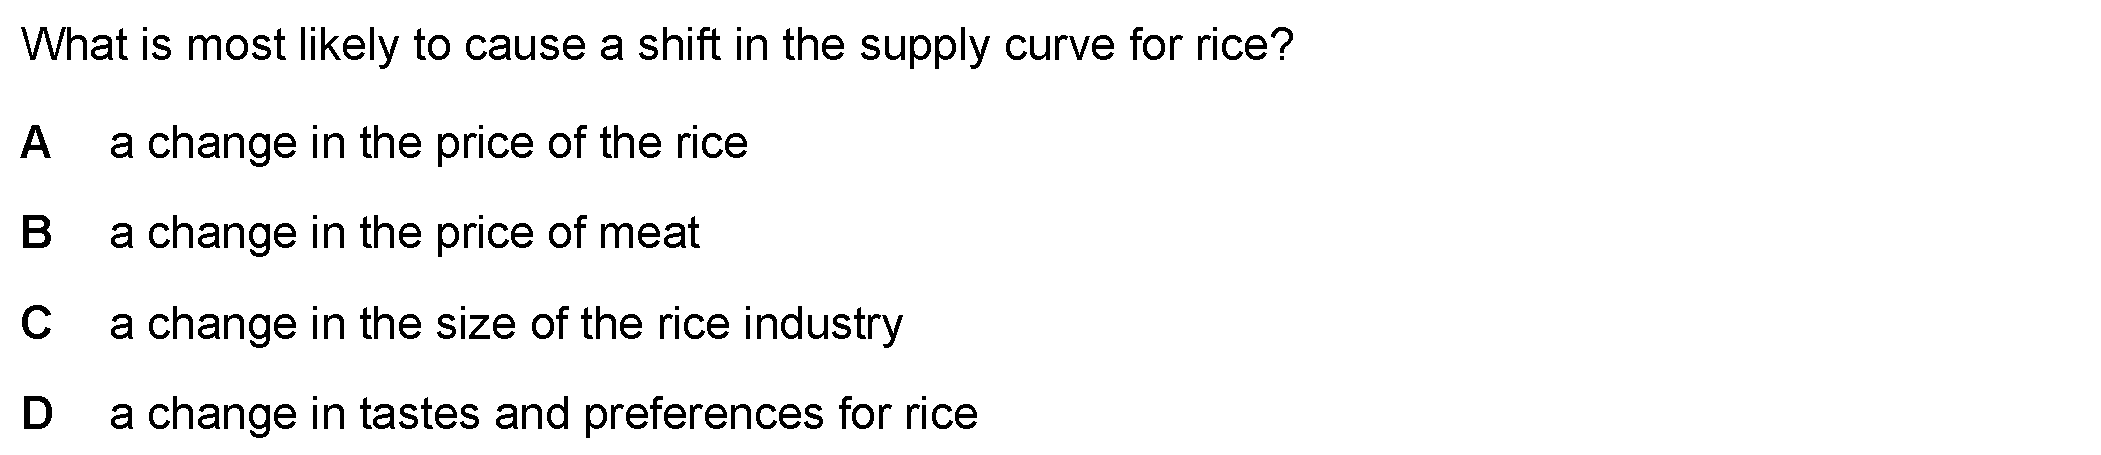 What is most likely to cause a shift in the supply curve for rice?
A a change in the price of the rice
B a change in the price of meat
C a change in the size of the rice industry
D a change in tastes and preferences for rice